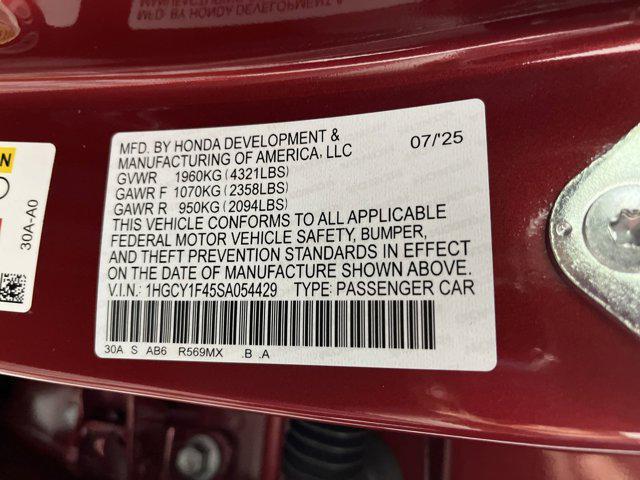 MFD. BY HONDA DEVELOPMENT &
MANUFACTURING OF AMERICA, LLC
07/'25
GVWR 1960KG (4321LBS)
GAWR F 1070KG (2358LBS)
GAWR R 950KG (2094LBS)
THIS VEHICLE CONFORMS TO ALL APPLICABLE
FEDERAL MOTOR VEHICLE SAFETY, BUMPER,
AND THEFT PREVENTION STANDARDS IN EFFECT
ON THE DATE OF MANUFACTURE SHOWN ABOVE.
V.I.N.: 1HGCY1F45SA054429 TYPE: PASSENGER CAR
30A S AB6 R569MX .B .A
30A-A0